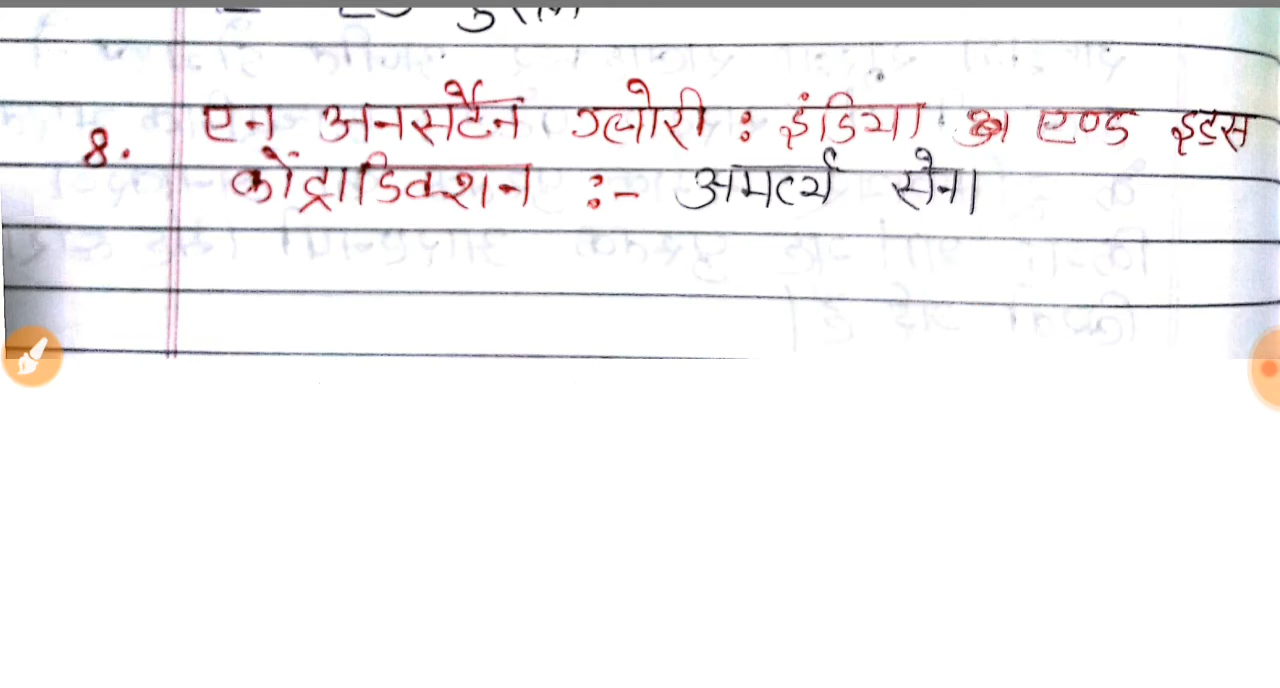 एन अनसर्टेन ग्लोरी : इंडिया एण्ड इट्स
8. कोंट्राडिक्शन :- अमर्त्य सेन।